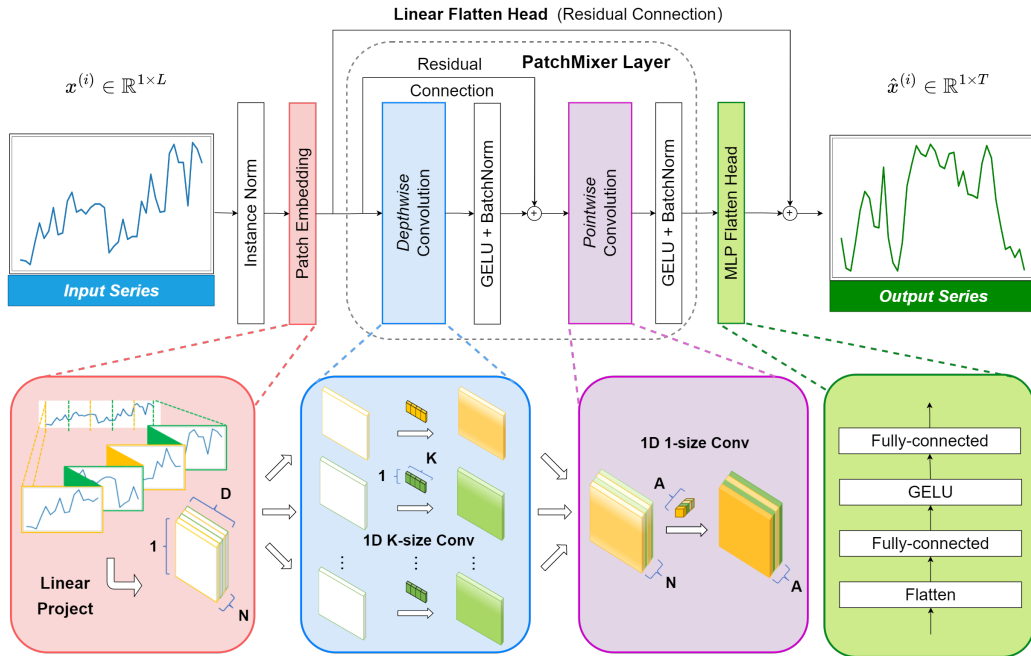 Linear Flatten Head (Residual Connection)
PatchMixer Layer
Residual
Connection
x^{(i)} ∈ ℝ^{1×L}
x̂^{(i)} ∈ ℝ^{1×T}
Input Series
Instance Norm
Patch Embedding
Depthwise
Convolution
GELU + BatchNorm
+
Pointwise
Convolution
GELU + BatchNorm
MLP Flatten Head
+
Output Series
D
1
N
Linear
Project
K
1
1D K-size Conv
⋮ ⋮ ⋮
1D 1-size Conv
A
N
A
Fully-connected
GELU
Fully-connected
Flatten